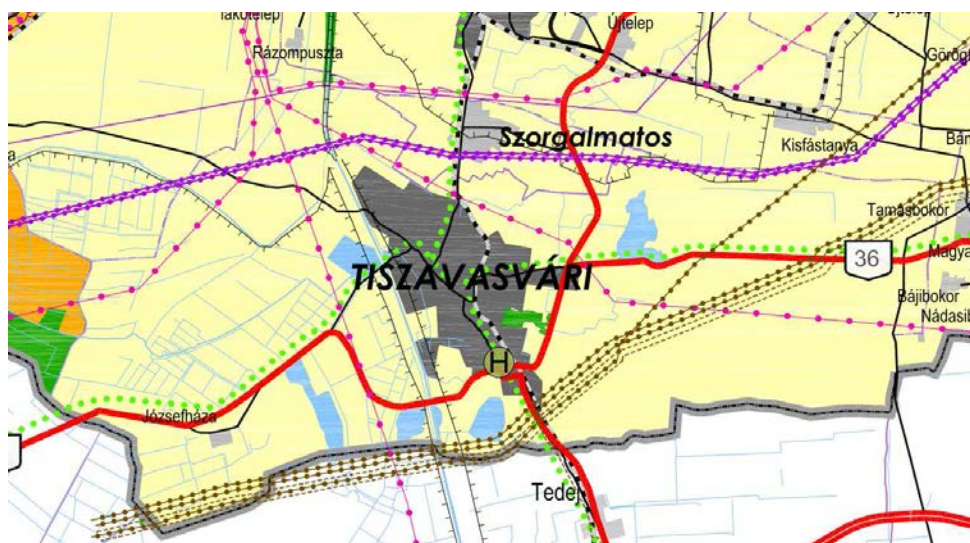 Újtelep
Rázompuszta
Szorgalmatos
Kisfástanya
Tamásbokor
36
TISZAVASVÁRI
Bájibokor
H
Józsefháza
Tedej